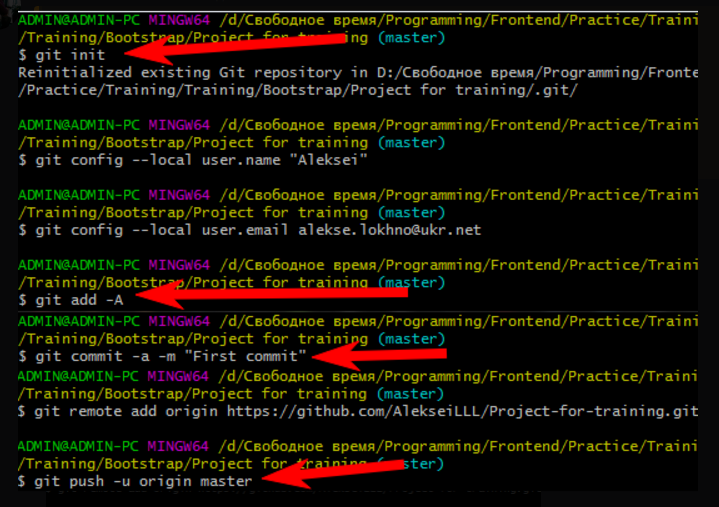 ADMIN@ADMIN-PC MINGW64 /d/Свободное время/Programming/Frontend/Practice/Traini
/Training/Bootstrap/Project for training (master)
$ git init
Reinitialized existing Git repository in D:/Свободное время/Programming/Fronte
/Practice/Training/Training/Bootstrap/Project for training/.git/
ADMIN@ADMIN-PC MINGW64 /d/Свободное время/Programming/Frontend/Practice/Traini
/Training/Bootstrap/Project for training (master)
$ git config --local user.name "Aleksei"
ADMIN@ADMIN-PC MINGW64 /d/Свободное время/Programming/Frontend/Practice/Traini
/Training/Bootstrap/Project for training (master)
$ git config --local user.email alekse.lokhno@ukr.net
ADMIN@ADMIN-PC MINGW64 /d/Свободное время/Programming/Frontend/Practice/Traini
/Training/Bootstrap/Project for training (master)
$ git add -A
ADMIN@ADMIN-PC MINGW64 /d/Свободное время/Programming/Frontend/Practice/Traini
/Training/Bootstrap/Project for training (master)
$ git commit -a -m "First commit"
ADMIN@ADMIN-PC MINGW64 /d/Свободное время/Programming/Frontend/Practice/Traini
/Training/Bootstrap/Project for training (master)
$ git remote add origin https://github.com/AlekseiLLL/Project-for-training.git
ADMIN@ADMIN-PC MINGW64 /d/Свободное время/Programming/Frontend/Practice/Traini
/Training/Bootstrap/Project for training (master)
$ git push -u origin master